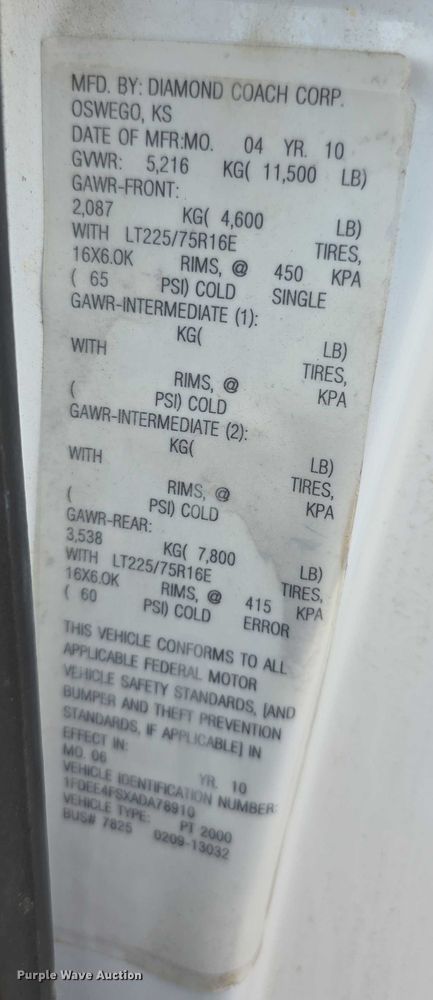 MFD. BY: DIAMOND COACH CORP.
OSWEGO, KS
DATE OF MFR:MO. 04 YR. 10
GVWR: 5,216 KG( 11,500 LB)
GAWR-FRONT:
2,087 KG( 4,600 LB)
WITH LT225/75R16E TIRES,
16X6.0K RIMS, @ 450 KPA
( 65 PSI) COLD SINGLE
GAWR-INTERMEDIATE (1):
KG( LB)
WITH TIRES,
RIMS, @ KPA
( PSI) COLD
GAWR-INTERMEDIATE (2):
KG( LB)
WITH TIRES,
RIMS, @ KPA
( PSI) COLD
GAWR-REAR:
3,538 KG( 7,800 LB)
WITH LT225/75R16E TIRES,
16X6.0K RIMS, @ 415 KPA
( 60 PSI) COLD ERROR
THIS VEHICLE CONFORMS TO ALL
APPLICABLE FEDERAL MOTOR
VEHICLE SAFETY STANDARDS, [AND
BUMPER AND THEFT PREVENTION
STANDARDS, IF APPLICABLE] IN
EFFECT IN:
MO. 06 YR. 10
VEHICLE IDENTIFICATION NUMBER:
1FDEE4FSXADA78910
VEHICLE TYPE: PT 2000
BUS# 7825 0209-13032
Purple Wave Auction